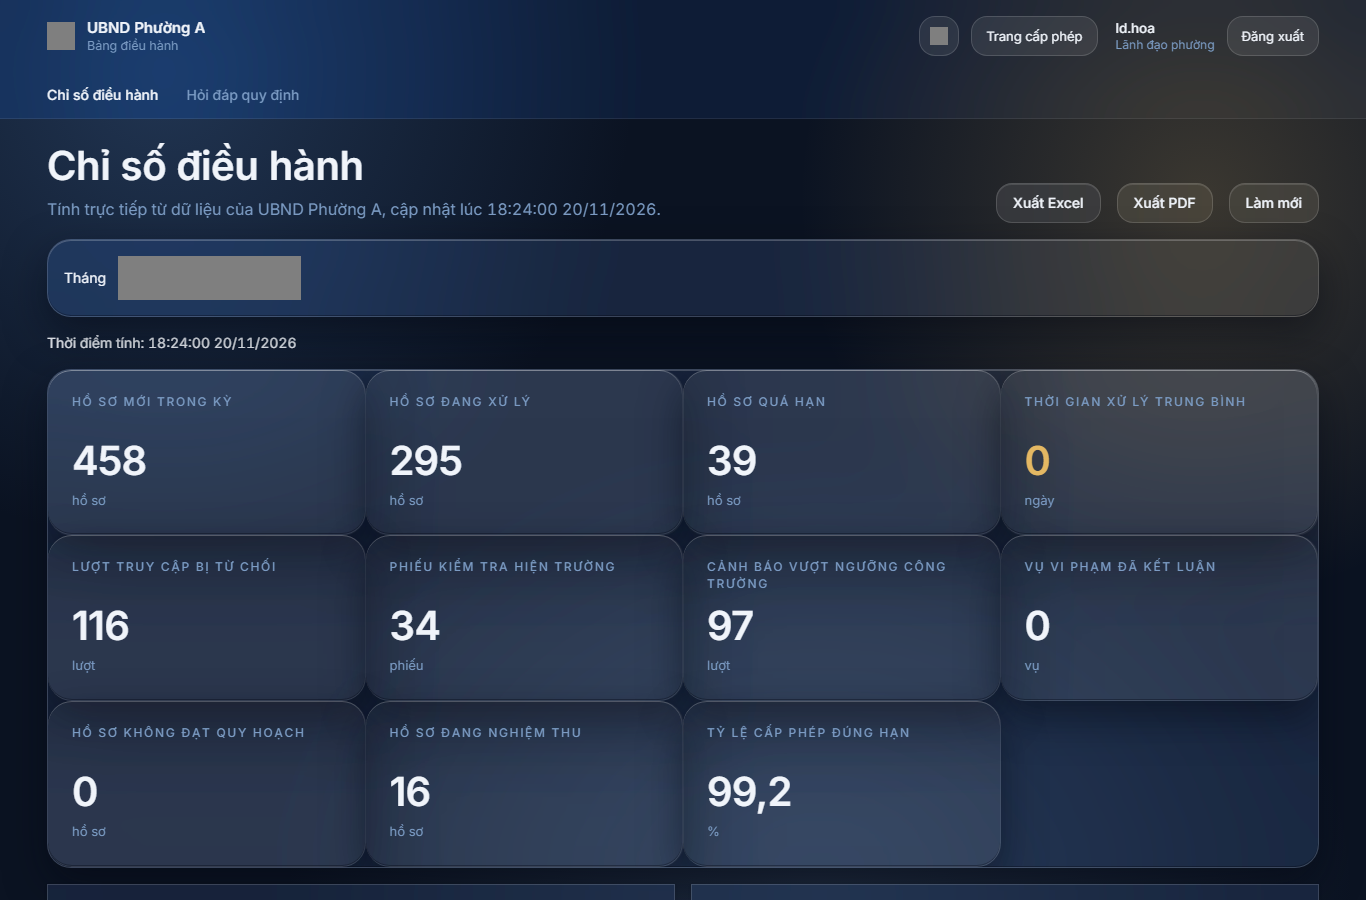 UBND Phường A
Bảng điều hành
Trang cấp phép
ld.hoa
Lãnh đạo phường
Đăng xuất
Chỉ số điều hành
Hỏi đáp quy định
Chỉ số điều hành
Tính trực tiếp từ dữ liệu của UBND Phường A, cập nhật lúc 18:24:00 20/11/2026.
Xuất Excel
Xuất PDF
Làm mới
Tháng
Thời điểm tính: 18:24:00 20/11/2026
HỒ SƠ MỚI TRONG KỲ
458
hồ sơ
HỒ SƠ ĐANG XỬ LÝ
295
hồ sơ
HỒ SƠ QUÁ HẠN
39
hồ sơ
THỜI GIAN XỬ LÝ TRUNG BÌNH
0
ngày
LƯỢT TRUY CẬP BỊ TỪ CHỐI
116
lượt
PHIẾU KIỂM TRA HIỆN TRƯỜNG
34
phiếu
CẢNH BÁO VƯỢT NGƯỠNG CÔNG
TRƯỜNG
97
lượt
VỤ VI PHẠM ĐÃ KẾT LUẬN
0
vụ
HỒ SƠ KHÔNG ĐẠT QUY HOẠCH
0
hồ sơ
HỒ SƠ ĐANG NGHIỆM THU
16
hồ sơ
TỶ LỆ CẤP PHÉP ĐÚNG HẠN
99,2
%